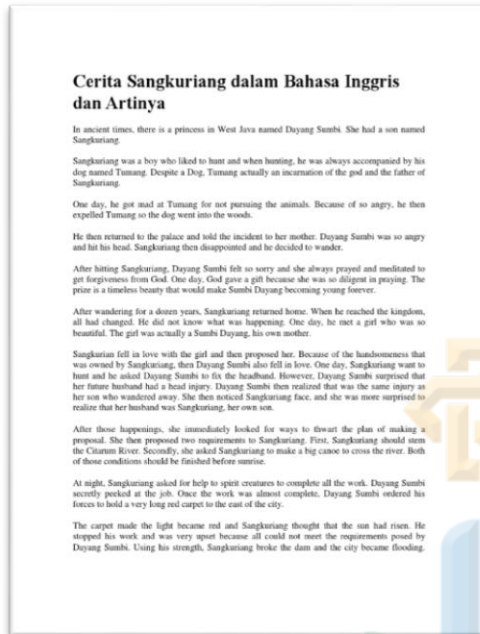 Cerita Sangkuriang dalam Bahasa Inggris
dan Artinya
In ancient times, there is a princess in West Java named Dayang Sumbi. She had a son named
Sangkuriang.
Sangkuriang was a boy who liked to hunt and when hunting, he was always accompanied by his
dog named Tumang. Despite a Dog, Tumang actually an incarnation of the god and the father of
Sangkuriang.
One day, he got mad at Tumang for not pursuing the animals. Because of so angry, he then
expelled Tumang so the dog went into the woods.
He then returned to the palace and told the incident to her mother. Dayang Sumbi was so angry
and hit his head. Sangkuriang then disappointed and he decided to wander.
After hitting Sangkuriang, Dayang Sumbi felt so sorry and she always prayed and meditated to
get forgiveness from God. One day, God gave a gift because she was so diligent in praying. The
prize is a timeless beauty that would make Sumbi Dayang becoming young forever.
After wandering for a dozen years, Sangkuriang returned home. When he reached the kingdom,
all had changed. He did not know what was happening. One day, he met a girl who was so
beautiful. The girl was actually a Sumbi Dayang, his own mother.
Sangkurian fell in love with the girl and then proposed her. Because of the handsomeness that
was owned by Sangkuriang, then Dayang Sumbi also fell in love. One day, Sangkuriang want to
hunt and he asked Dayang Sumbi to fix the headband. However, Dayang Sumbi surprised that
her future husband had a head injury. Dayang Sumbi then realized that was the same injury as
her son who wandered away. She then noticed Sangkuriang face, and she was more surprised to
realize that her husband was Sangkuriang, her own son.
After those happenings, she immediately looked for ways to thwart the plan of making a
proposal. She then proposed two requirements to Sangkuriang. First, Sangkuriang should stem
the Citarum River. Secondly, she asked Sangkuriang to make a big canoe to cross the river. Both
of those conditions should be finished before sunrise.
At night, Sangkuriang asked for help to spirit creatures to complete all the work. Dayang Sumbi
secretly peeked at the job. Once the work was almost complete, Dayang Sumbi ordered his
forces to hold a very long red carpet to the east of the city.
The carpet made the light became red and Sangkuriang thought that the sun had risen. He
stopped his work and was very upset because all could not meet the requirements posed by
Dayang Sumbi. Using his strength, Sangkuriang broke the dam and the city became flooding.